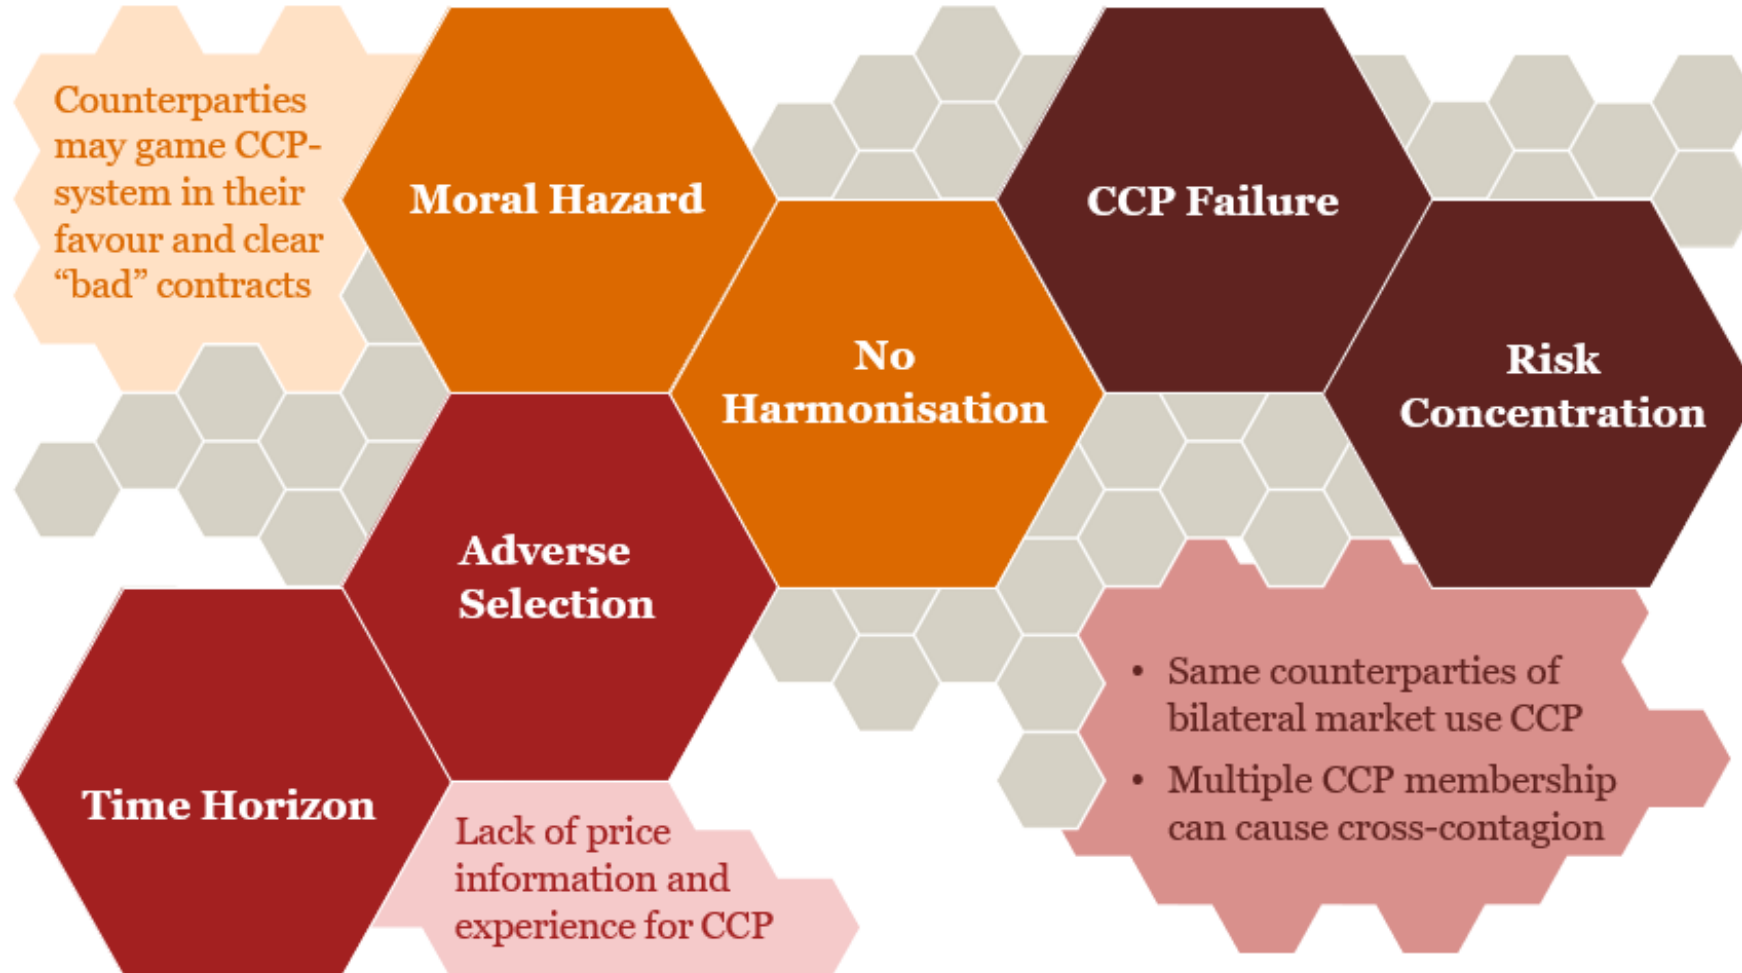 Counterparties
may game CCP-
system in their
favour and clear
“bad” contracts
Moral Hazard
No
Harmonisation
CCP Failure
Risk
Concentration
Adverse
Selection
Time Horizon
Lack of price
information and
experience for CCP
• Same counterparties of
bilateral market use CCP
• Multiple CCP membership
can cause cross-contagion